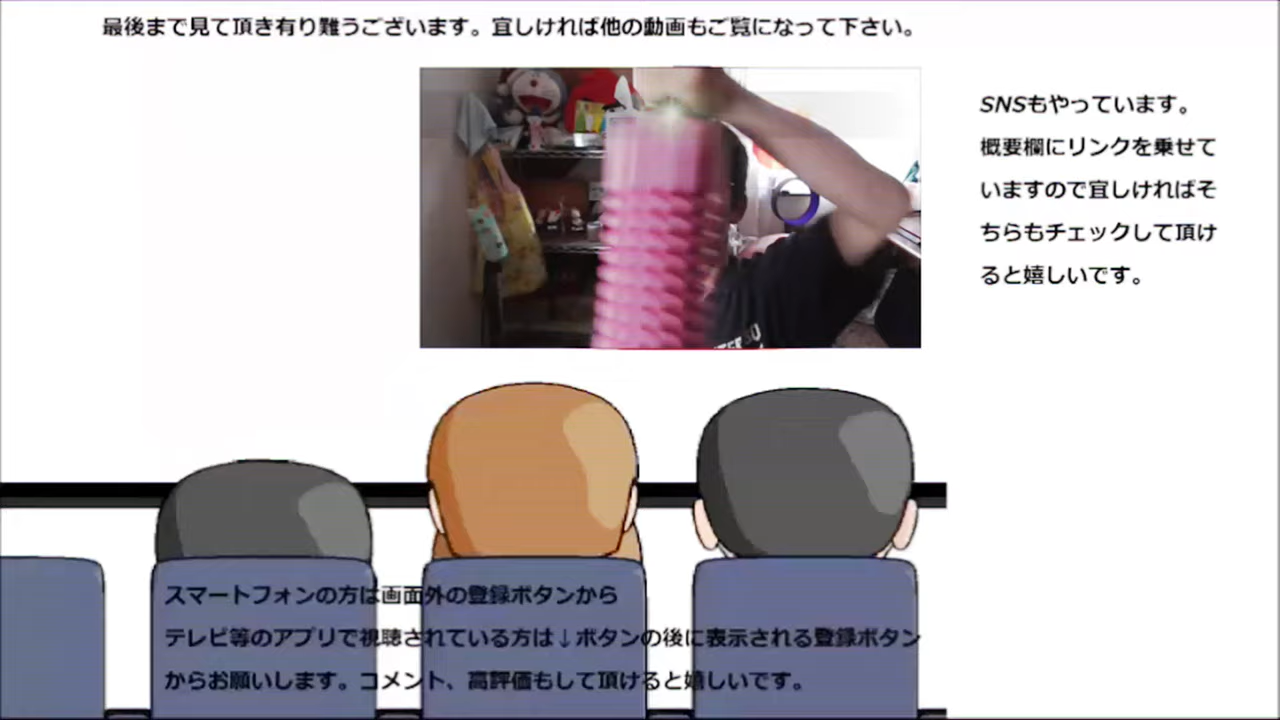 最後まで見て頂き有り難うございます。宜しければ他の動画もご覧になって下さい。
SNSもやっています。
概要欄にリンクを乗せて
いますので宜しければそ
ちらもチェックして頂け
ると嬉しいです。
スマートフォンの方は画面外の登録ボタンから
テレビ等のアプリで視聴されている方は↓ボタンの後に表示される登録ボタン
からお願いします。コメント、高評価もして頂けると嬉しいです。